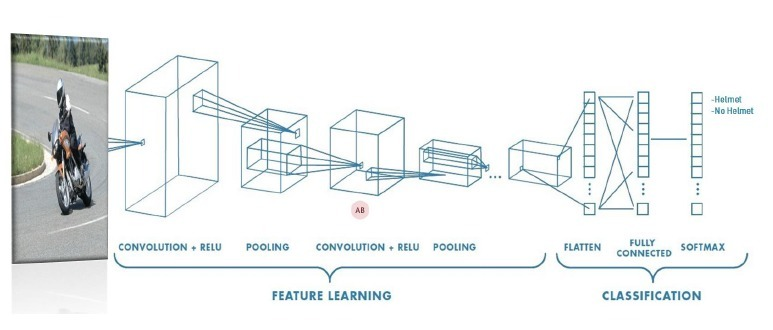 -Helmet
-No Helmet
AB
CONVOLUTION + RELU
POOLING
CONVOLUTION + RELU
POOLING
FLATTEN
FULLY
CONNECTED
SOFTMAX
FEATURE LEARNING
CLASSIFICATION